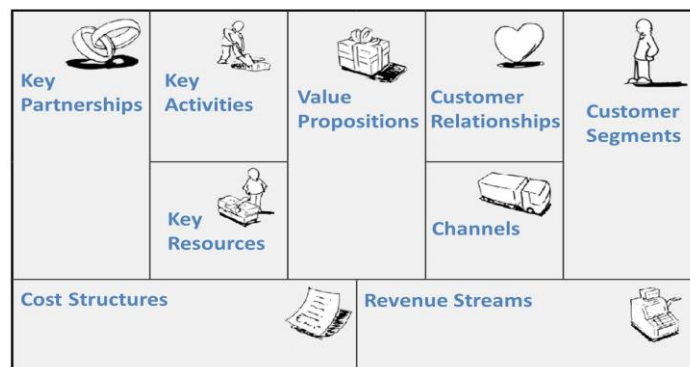 Key
Partnerships
Key
Activities
Key
Resources
Value
Propositions
Customer
Relationships
Channels
Customer
Segments
Cost Structures
Revenue Streams